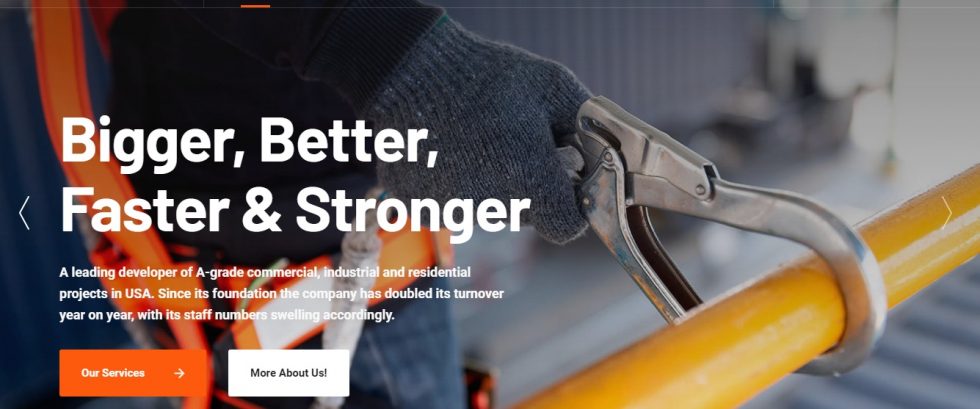 Bigger, Better,
Faster & Stronger
A leading developer of A-grade commercial, industrial and residential
projects in USA. Since its foundation the company has doubled its turnover
year on year, with its staff numbers swelling accordingly.
Our Services
More About Us!